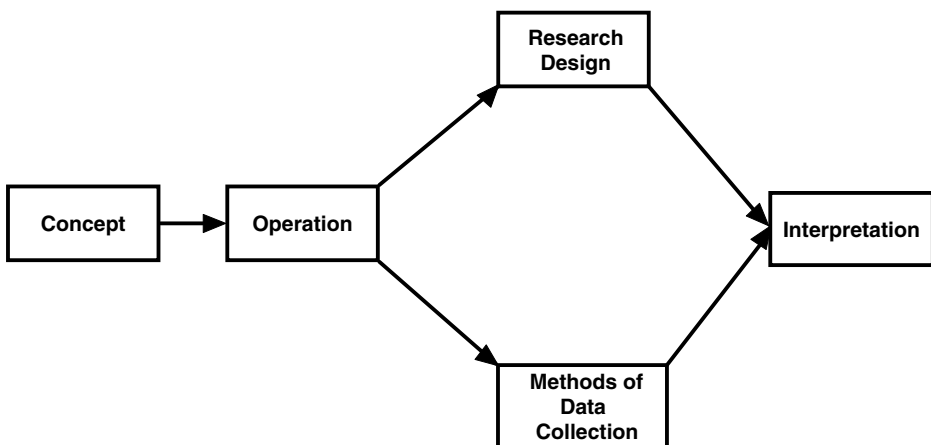 Research
Design
Concept
Operation
Interpretation
Methods of
Data
Collection